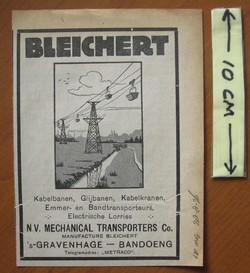 BLEICHERT
Kabelbanen, Glijbanen, Kabelkranen,
Emmer- en Bandtransporteurs,
Electrische Lorries
N.V. MECHANICAL TRANSPORTERS Co.
MANUFACTURE BLEICHERT
'S-GRAVENHAGE — BANDOENG
Telegramadres: „METRACO".
10 CM